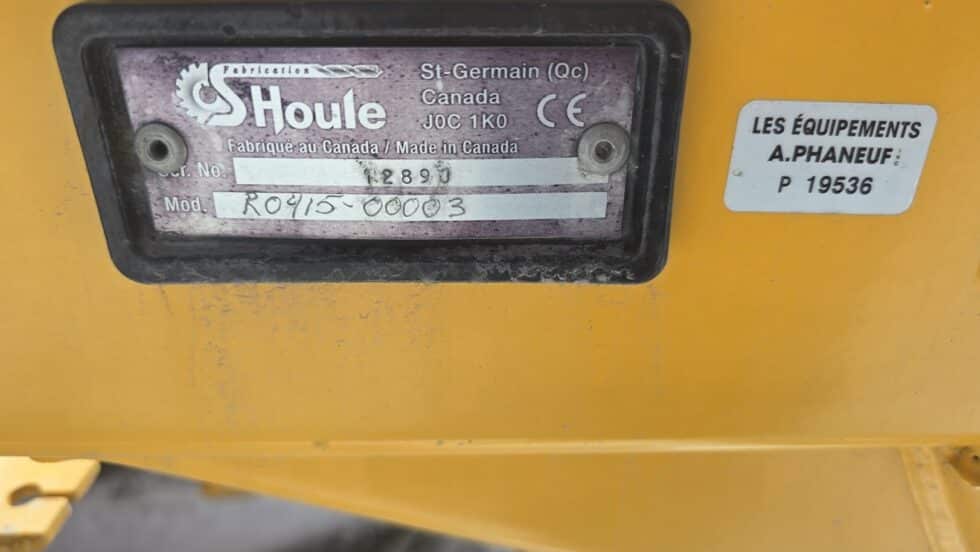 Fabrication
CS Houle
St-Germain (Qc)
Canada
J0C 1K0
CE
Fabriqué au Canada / Made in Canada
Ser. No. 12890
Mod. R0415-00003
LES ÉQUIPEMENTS
A.PHANEUF
P 19536